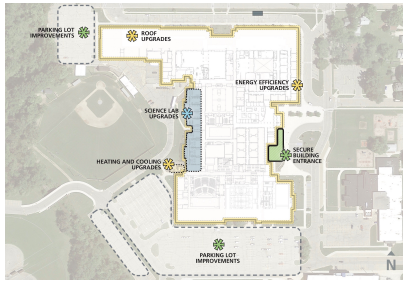 PARKING LOT
IMPROVEMENTS
ROOF
UPGRADES
ENERGY EFFICIENCY
UPGRADES
SCIENCE LAB
UPGRADES
HEATING AND COOLING
UPGRADES
SECURE
BUILDING
ENTRANCE
PARKING LOT
IMPROVEMENTS
N